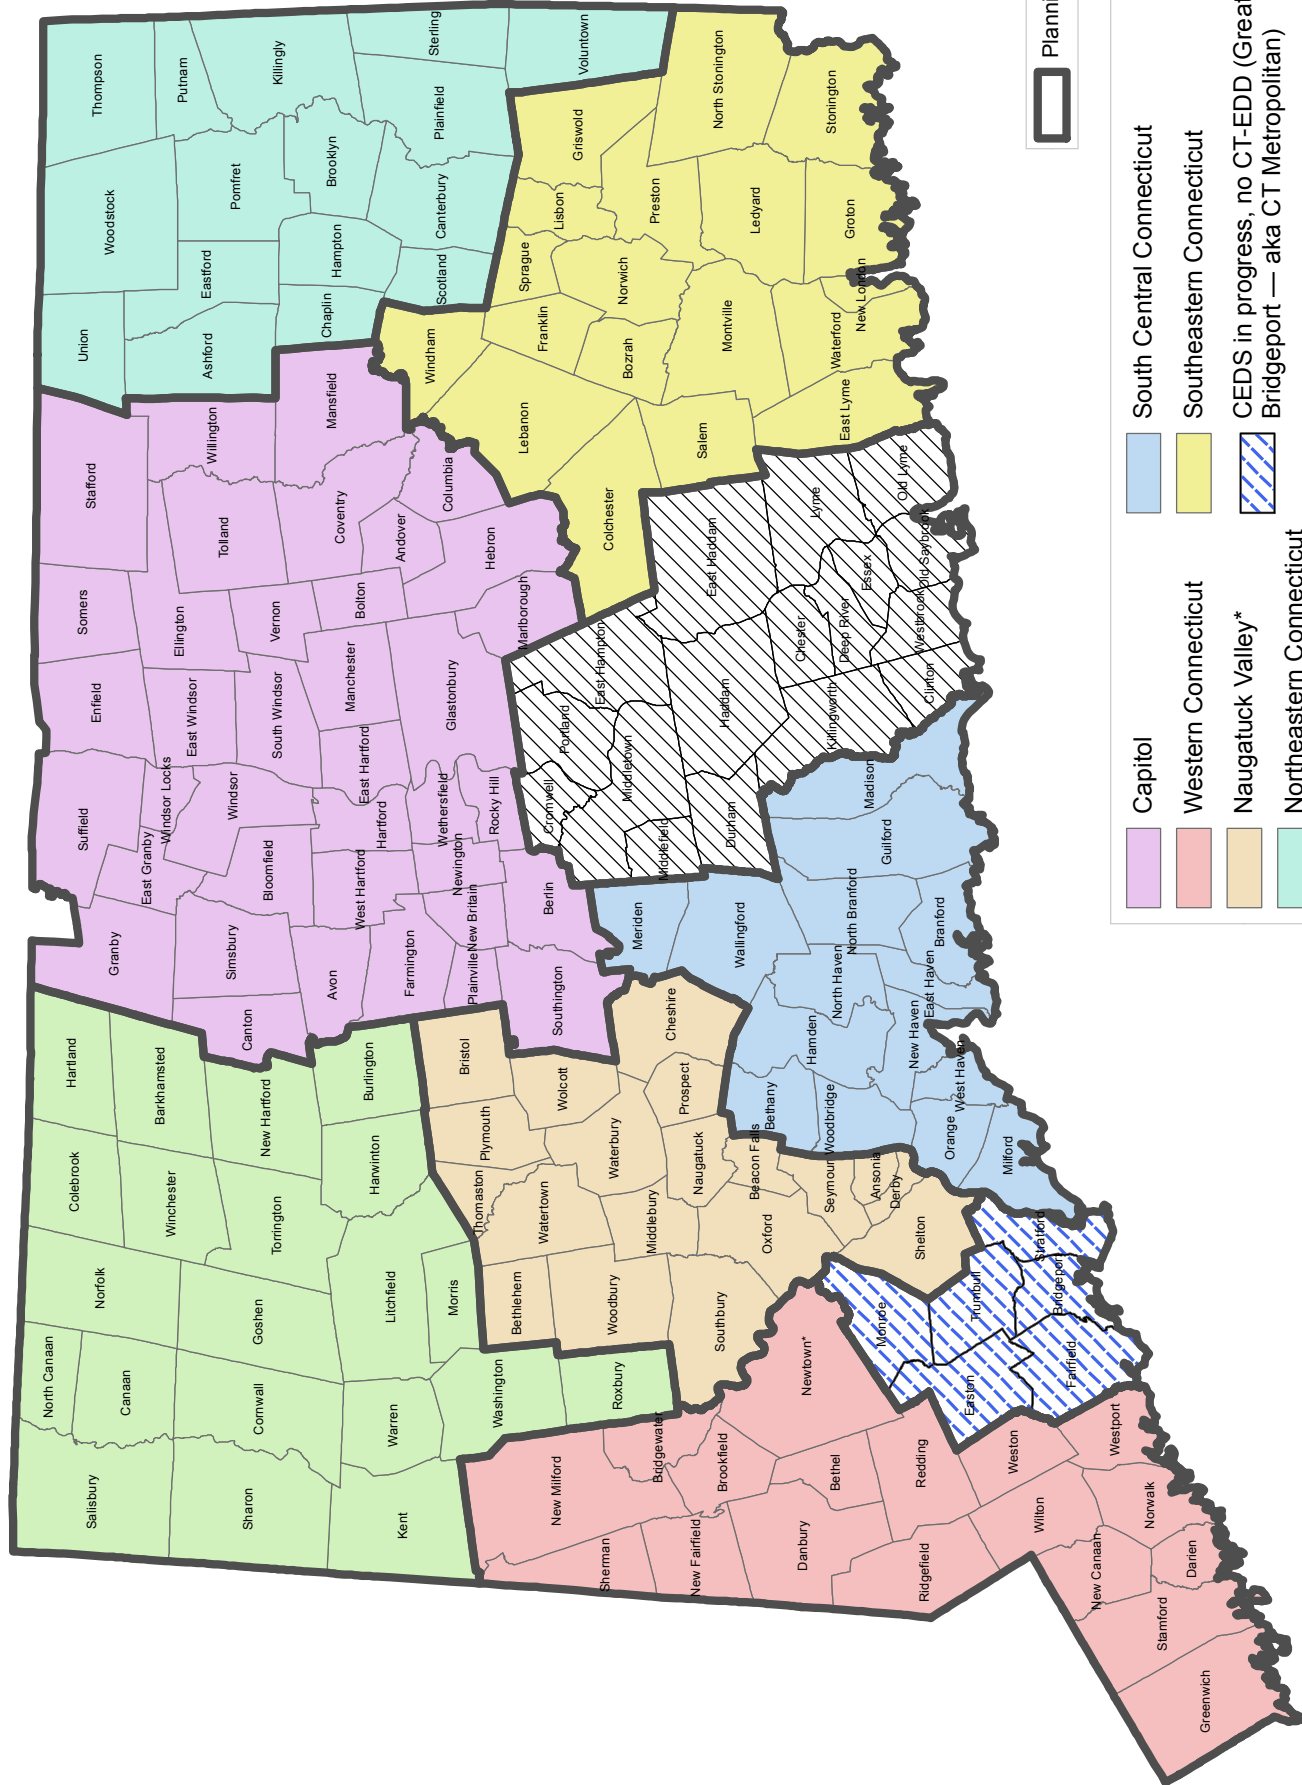 Salisbury
North Canaan
Canaan
Norfolk
Colebrook
Hartland
Sharon
Cornwall
Goshen
Winchester
Barkhamsted
Torrington
New Hartford
Kent
Warren
Litchfield
Harwinton
Burlington
Morris
Washington
Roxbury
Granby
Suffield
Enfield
Somers
Stafford
East Granby
Windsor Locks
East Windsor
Ellington
Willington
Tolland
Simsbury
Windsor
Bloomfield
South Windsor
Vernon
Canton
Avon
West Hartford
Hartford
East Hartford
Manchester
Bolton
Coventry
Mansfield
Farmington
Andover
Columbia
Plainville
New Britain
Newington
Wethersfield
Glastonbury
Hebron
Rocky Hill
Marlborough
Southington
Berlin
Union
Woodstock
Thompson
Putnam
Killingly
Ashford
Eastford
Pomfret
Brooklyn
Chaplin
Hampton
Scotland
Canterbury
Plainfield
Sterling
Voluntown
Windham
Lebanon
Franklin
Sprague
Lisbon
Griswold
Colchester
Bozrah
Norwich
Preston
North Stonington
Salem
Montville
Ledyard
East Lyme
Waterford
New London
Groton
Stonington
Bristol
Plymouth
Thomaston
Wolcott
Watertown
Bethlehem
Woodbury
Middlebury
Waterbury
Cheshire
Prospect
Naugatuck
Southbury
Oxford
Beacon Falls
Seymour
Ansonia
Derby
Shelton
Cromwell
Portland
East Hampton
Middletown
Middlefield
Durham
Haddam
East Haddam
Chester
Deep River
Essex
Lyme
Old Lyme
Killingworth
Clinton
Westbrook
Old Saybrook
Meriden
Wallingford
Hamden
North Haven
North Branford
Guilford
Madison
Bethany
Woodbridge
New Haven
East Haven
Branford
Orange
West Haven
Milford
New Milford
Bridgewater
Sherman
New Fairfield
Brookfield
Newtown*
Danbury
Bethel
Redding
Ridgefield
Weston
Wilton
Westport
Norwalk
New Canaan
Darien
Stamford
Greenwich
Monroe
Trumbull
Stratford
Easton
Bridgeport
Fairfield
Planni
Capitol
Western Connecticut
Naugatuck Valley*
Northeastern Connecticut
South Central Connecticut
Southeastern Connecticut
CEDS in progress, no CT-EDD (Great
Bridgeport — aka CT Metropolitan)